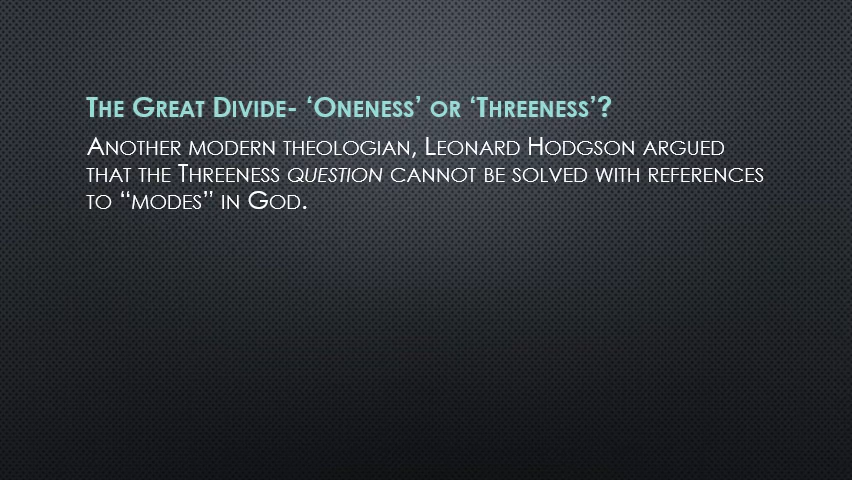 The Great Divide- ‘Oneness’ or ‘Threeness’?
Another modern theologian, Leonard Hodgson argued
that the Threeness question cannot be solved with references
to “modes” in God.